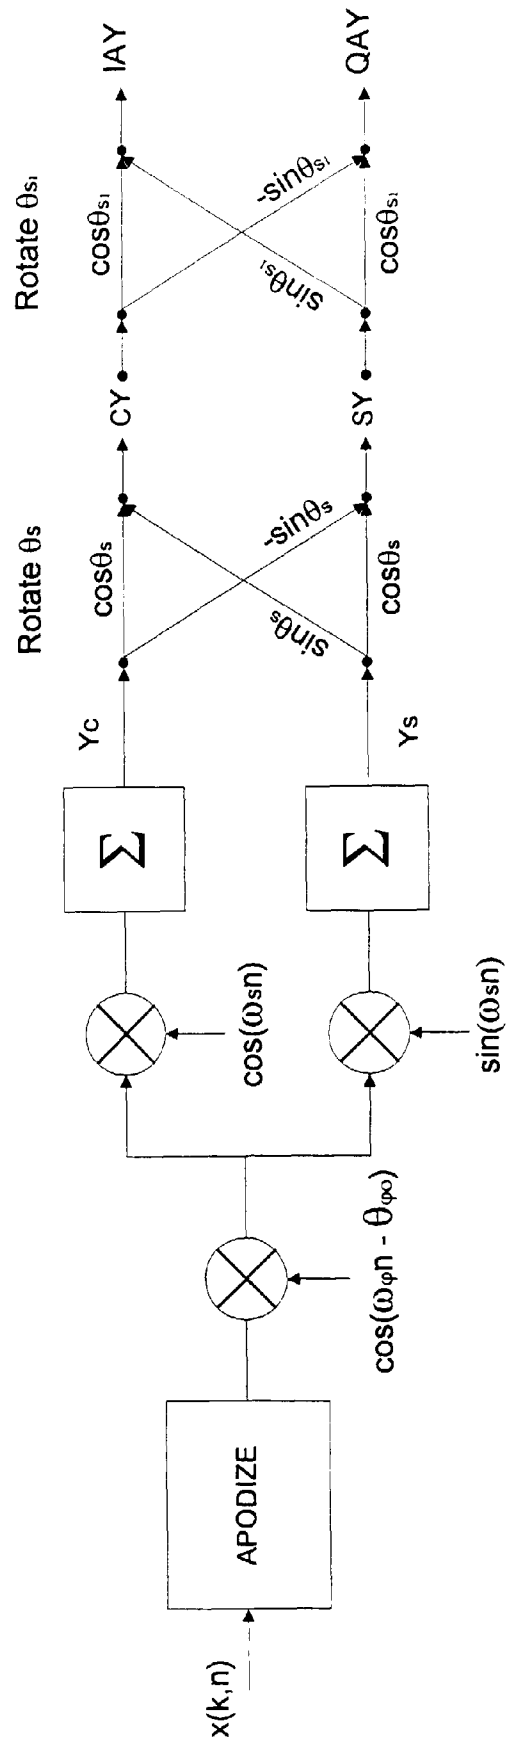 x(k,n)
APODIZE
cos(ωφn - θφo)
cos(ωsn)
sin(ωsn)
Σ
Σ
Yc
Ys
Rotate θs
cosθs
-sinθs
sinθs
cosθs
CY
SY
Rotate θs₁
cosθs₁
-sinθs₁
sinθs₁
cosθs₁
IAY
QAY